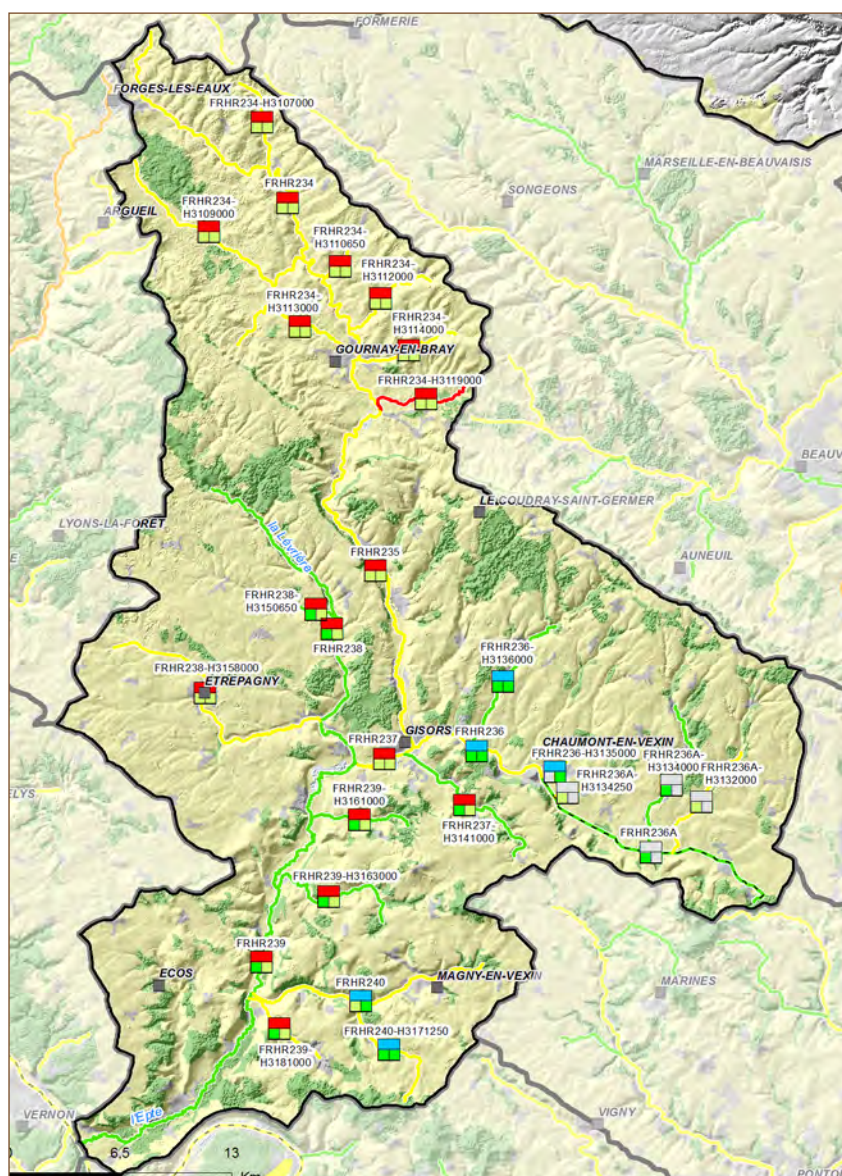 FORMERIE
FORGES-LES-EAUX
FRHR234-H3107000
MARSEILLE-EN-BEAUVAISIS
SONGEONS
FRHR234
FRHR234-
H3109000
ARGUEIL
FRHR234-
H3110650
FRHR234-
H3112000
FRHR234-
H3113000
FRHR234-
H3114000
GOURNAY-EN-BRAY
FRHR234-H3119000
BEAUV
LE COUDRAY-SAINT-GERMER
LYONS-LA-FORÊT
la Lévrière
AUNEUIL
FRHR235
FRHR238-
H3150650
FRHR238
FRHR236-
H3136000
FRHR238-H3158000
ETREPAGNY
GISORS
FRHR237
FRHR236
CHAUMONT-EN-VEXIN
FRHR236-H3135000
FRHR236A-
H3134250
FRHR236A-
H3134000
FRHR236A-
H3132000
ELYS
FRHR239-
H3161000
FRHR237-
H3141000
FRHR236A
FRHR239-H3163000
FRHR239
ECOS
MAGNY-EN-VEXIN
MARINES
FRHR240
FRHR239-
H3181000
FRHR240-H3171250
l'Epte
VERNON
VIGNY
0 6,5 13
Km
PONTO